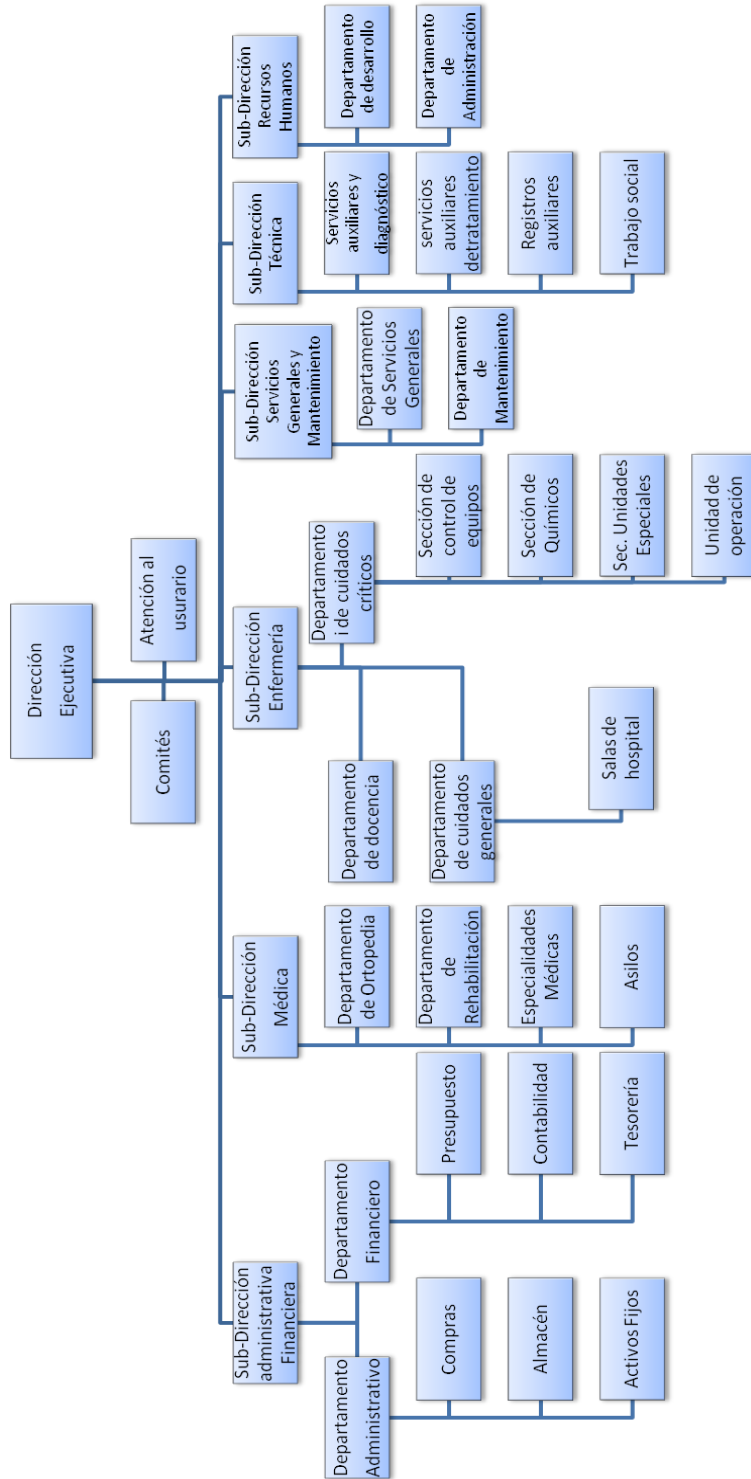 Dirección
Ejecutiva
Comités
Atención al
usurario
Sub-Dirección
administrativa
Financiera
Departamento
Administrativo
Compras
Almacén
Activos Fijos
Departamento
Financiero
Presupuesto
Contabilidad
Tesorería
Sub-Dirección
Médica
Departamento
de Ortopedia
Departamento
de
Rehabilitación
Especialidades
Médicas
Asilos
Sub-Dirección
Enfermería
Departamento
de docencia
Departamento
de cuidados
generales
Salas de
hospital
Departamento
i de cuidados
críticos
Sección de
control de
equipos
Sección de
Químicos
Sec. Unidades
Especiales
Unidad de
operación
Sub-Dirección
Servicios
Generales y
Mantenimiento
Departamento
de Servicios
Generales
Departamento
de
Mantenimiento
Sub-Dirección
Técnica
Servicios
auxiliares y
diagnóstico
servicios
auxiliares
detratamiento
Registros
auxiliares
Trabajo social
Sub-Dirección
Recursos
Humanos
Departamento
de desarrollo
Departamento
de
Administración